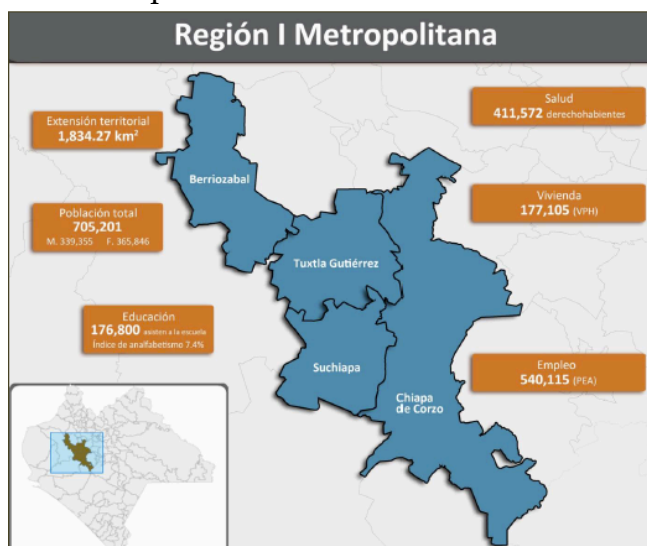 Región I Metropolitana
Extensión territorial
1,834.27 km²
Salud
411,572 derechohabientes
Berriozabal
Población total
705,201
M. 339,355 F. 365,846
Vivienda
177,105 (VPH)
Tuxtla Gutiérrez
Educación
176,800 asisten a la escuela
Índice de analfabetismo 7.4%
Suchiapa
Empleo
540,115 (PEA)
Chiapa
de Corzo